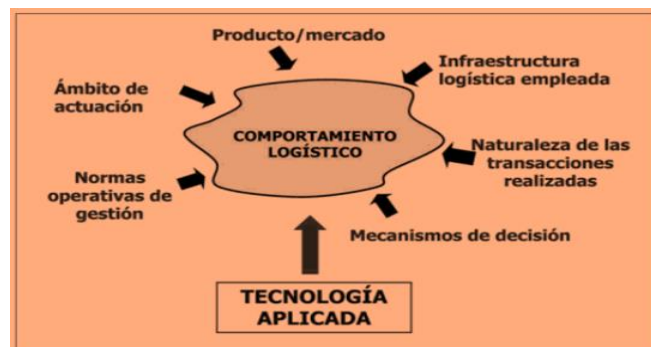 Producto/mercado
Infraestructura
logística empleada
Ámbito de
actuación
COMPORTAMIENTO
LOGÍSTICO
Naturaleza de las
transacciones
realizadas
Normas
operativas de
gestión
Mecanismos de decisión
TECNOLOGÍA
APLICADA